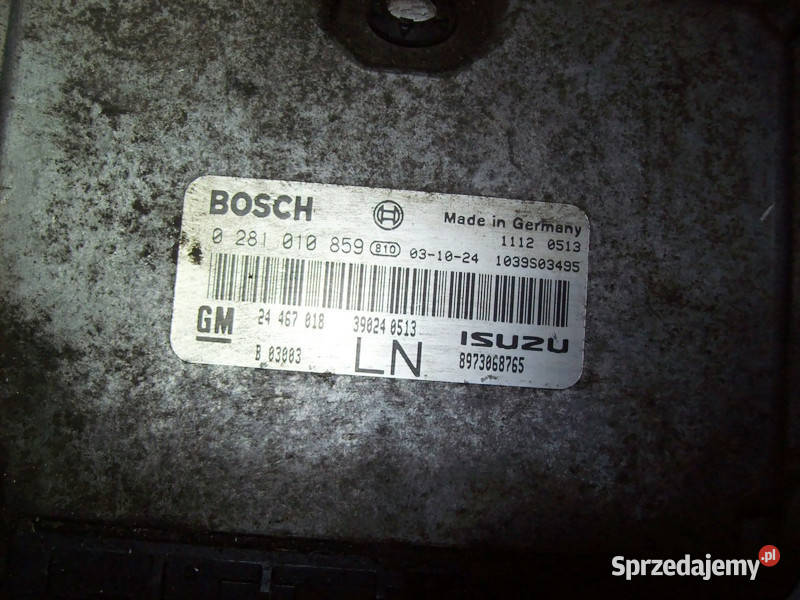 BOSCH Made in Germany
1112 0513
0 281 010 859 810 03-10-24 1039S03495
GM 24 467 018 39024 0513 ISUZU
B 03003 LN 8973068765
Sprzedajemy.pl